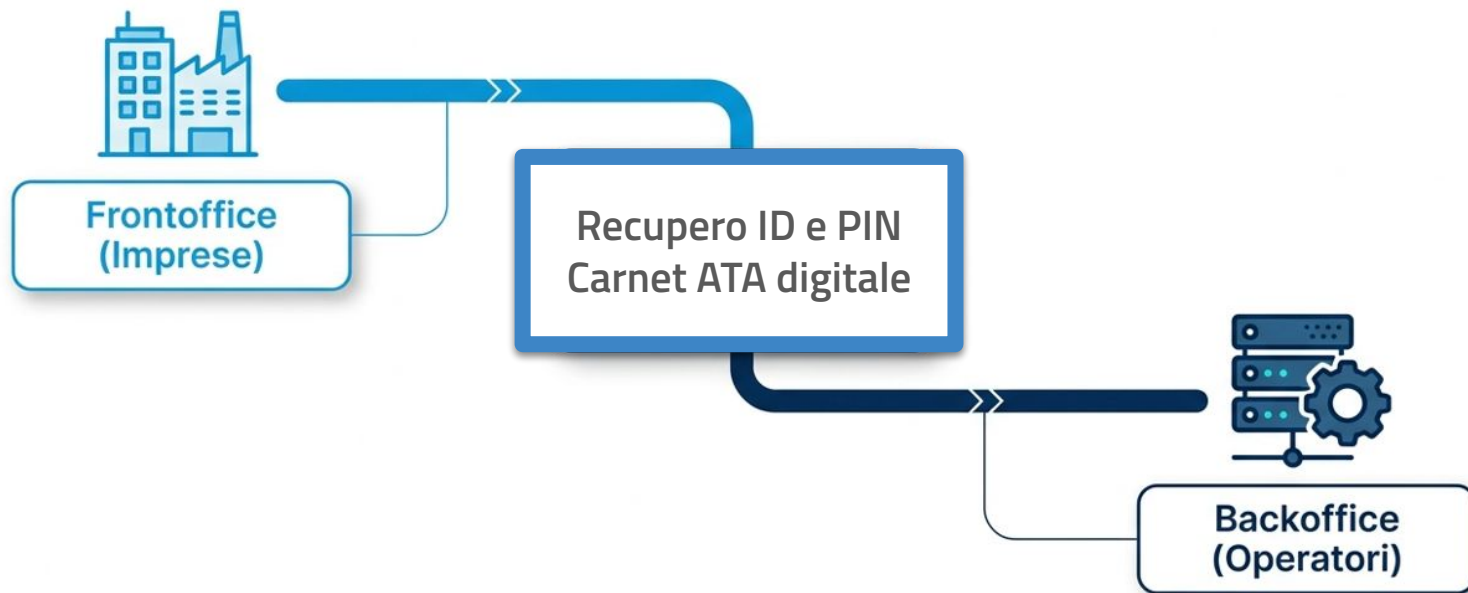 Frontoffice
(Imprese)
Recupero ID e PIN
Carnet ATA digitale
Backoffice
(Operatori)